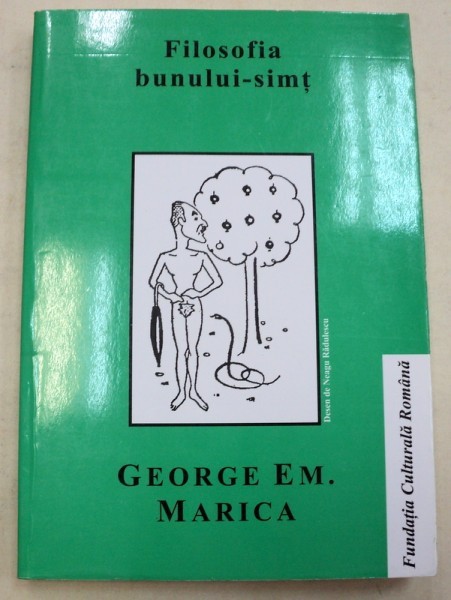 Filosofia
bunului-simț
Desen de Neagu Rădulescu
GEORGE EM.
MARICA
Fundația Culturală Română